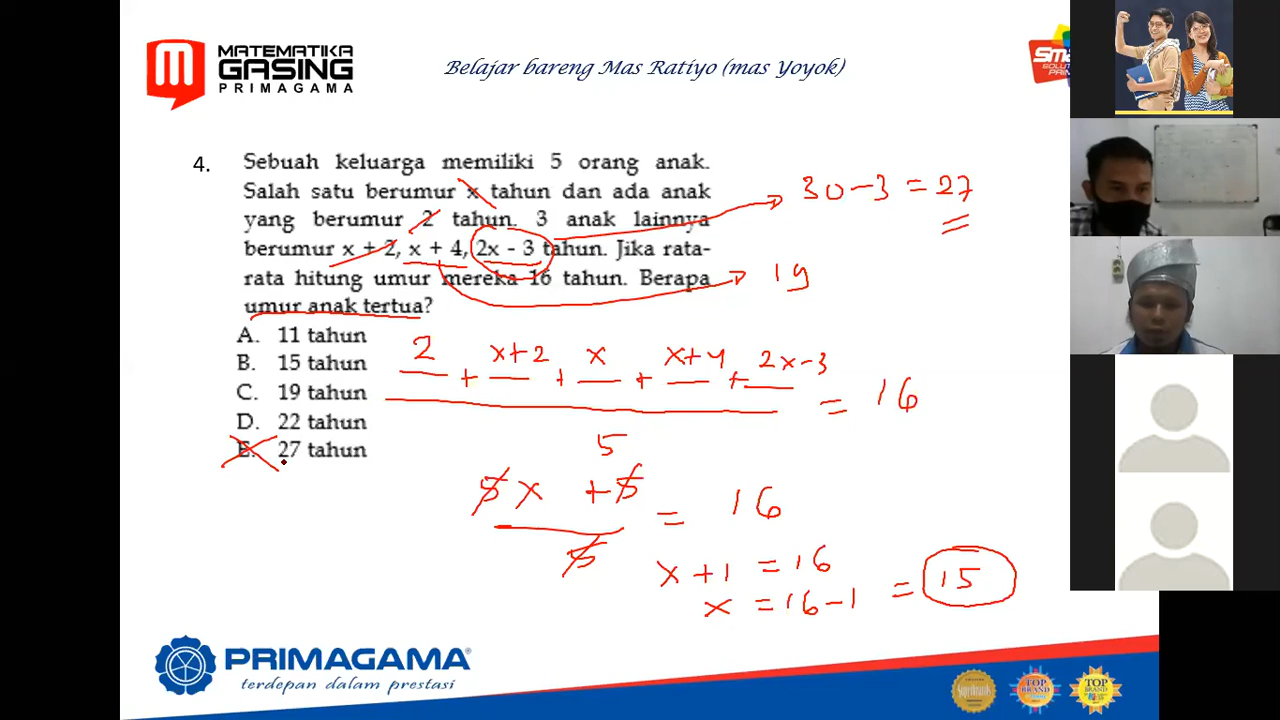 MATEMATIKA
GASING
PRIMAGAMA
Belajar bareng Mas Ratiyo (mas Yoyok)
4. Sebuah keluarga memiliki 5 orang anak.
Salah satu berumur x tahun dan ada anak
yang berumur 2 tahun. 3 anak lainnya
berumur x + 2, x + 4, 2x - 3 tahun. Jika rata-
rata hitung umur mereka 16 tahun. Berapa
umur anak tertua?
A. 11 tahun
B. 15 tahun
C. 19 tahun
D. 22 tahun
E. 27 tahun
30 - 3 = 27
19
2 + x+2 + x + x+4 + 2x-3 = 16
5
5x + 5 = 16
5
x + 1 = 16
x = 16 - 1 = 15
PRIMAGAMA
terdepan dalam prestasi
TOP
BRAND
TOP
BRAND